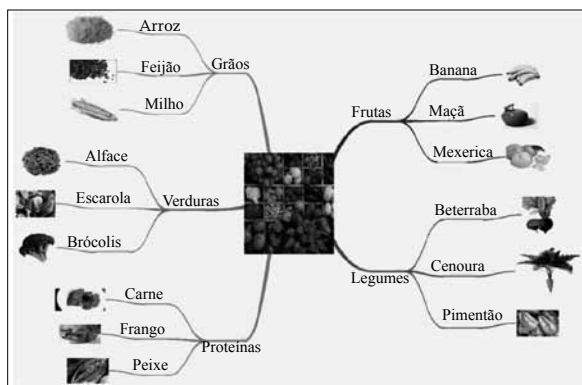 Arroz
Feijão
Milho
Grãos
Alface
Escarola
Brócolis
Verduras
Carne
Frango
Peixe
Proteínas
Banana
Maçã
Mexerica
Frutas
Beterraba
Cenoura
Pimentão
Legumes